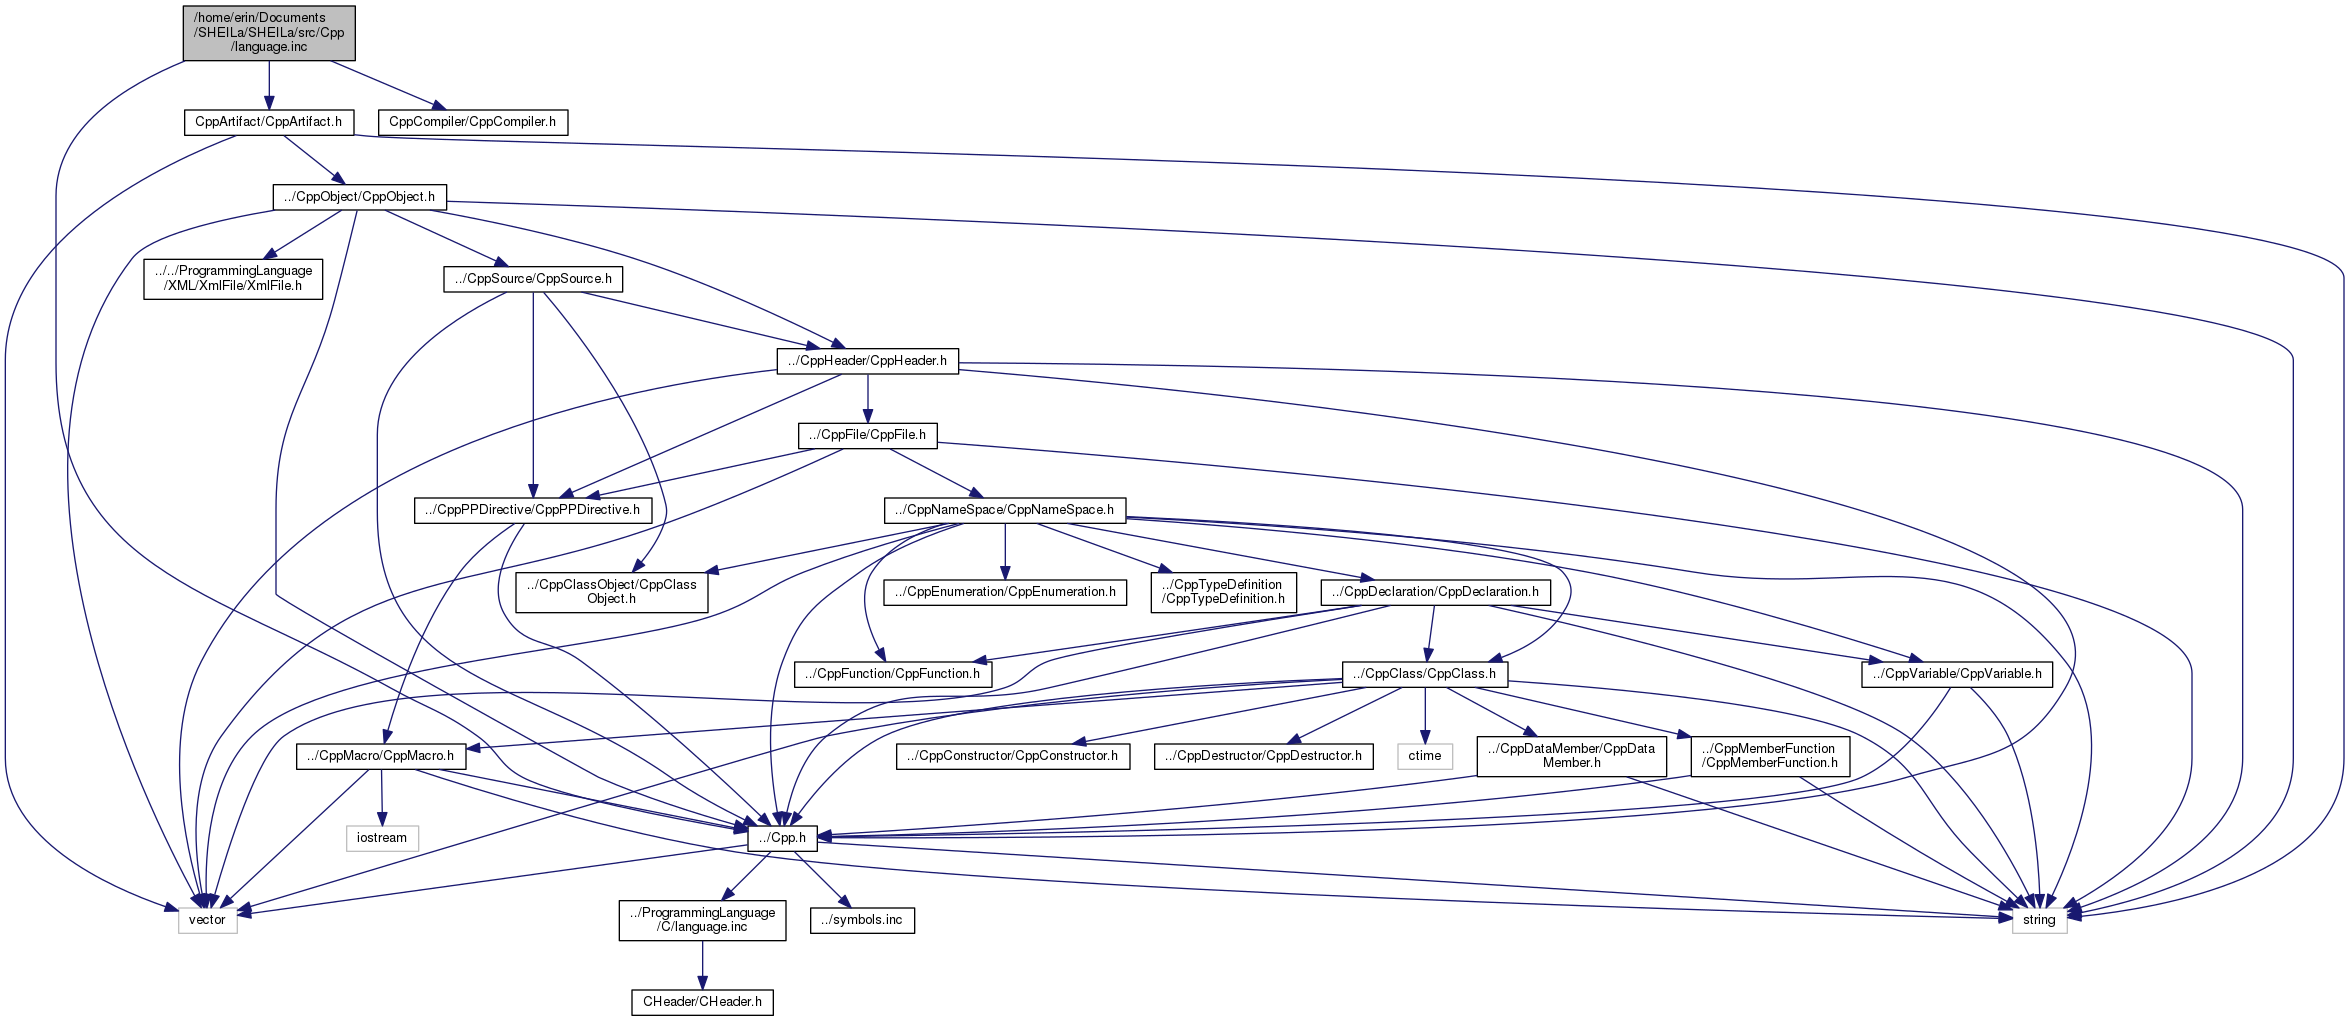 /home/erin/Documents
/SHEILa/SHEILa/src/Cpp
/language.inc
CppArtifact/CppArtifact.h
CppCompiler/CppCompiler.h
../CppObject/CppObject.h
../../ProgrammingLanguage
/XML/XmlFile/XmlFile.h
../CppSource/CppSource.h
../CppHeader/CppHeader.h
../CppFile/CppFile.h
../CppPPDirective/CppPPDirective.h
../CppNameSpace/CppNameSpace.h
../CppClassObject/CppClass
Object.h
../CppEnumeration/CppEnumeration.h
../CppTypeDefinition
/CppTypeDefinition.h
../CppDeclaration/CppDeclaration.h
../CppFunction/CppFunction.h
../CppClass/CppClass.h
../CppVariable/CppVariable.h
../CppMacro/CppMacro.h
../CppConstructor/CppConstructor.h
../CppDestructor/CppDestructor.h
ctime
../CppDataMember/CppData
Member.h
../CppMemberFunction
/CppMemberFunction.h
iostream
../Cpp.h
vector
../ProgrammingLanguage
/C/language.inc
../symbols.inc
string
CHeader/CHeader.h